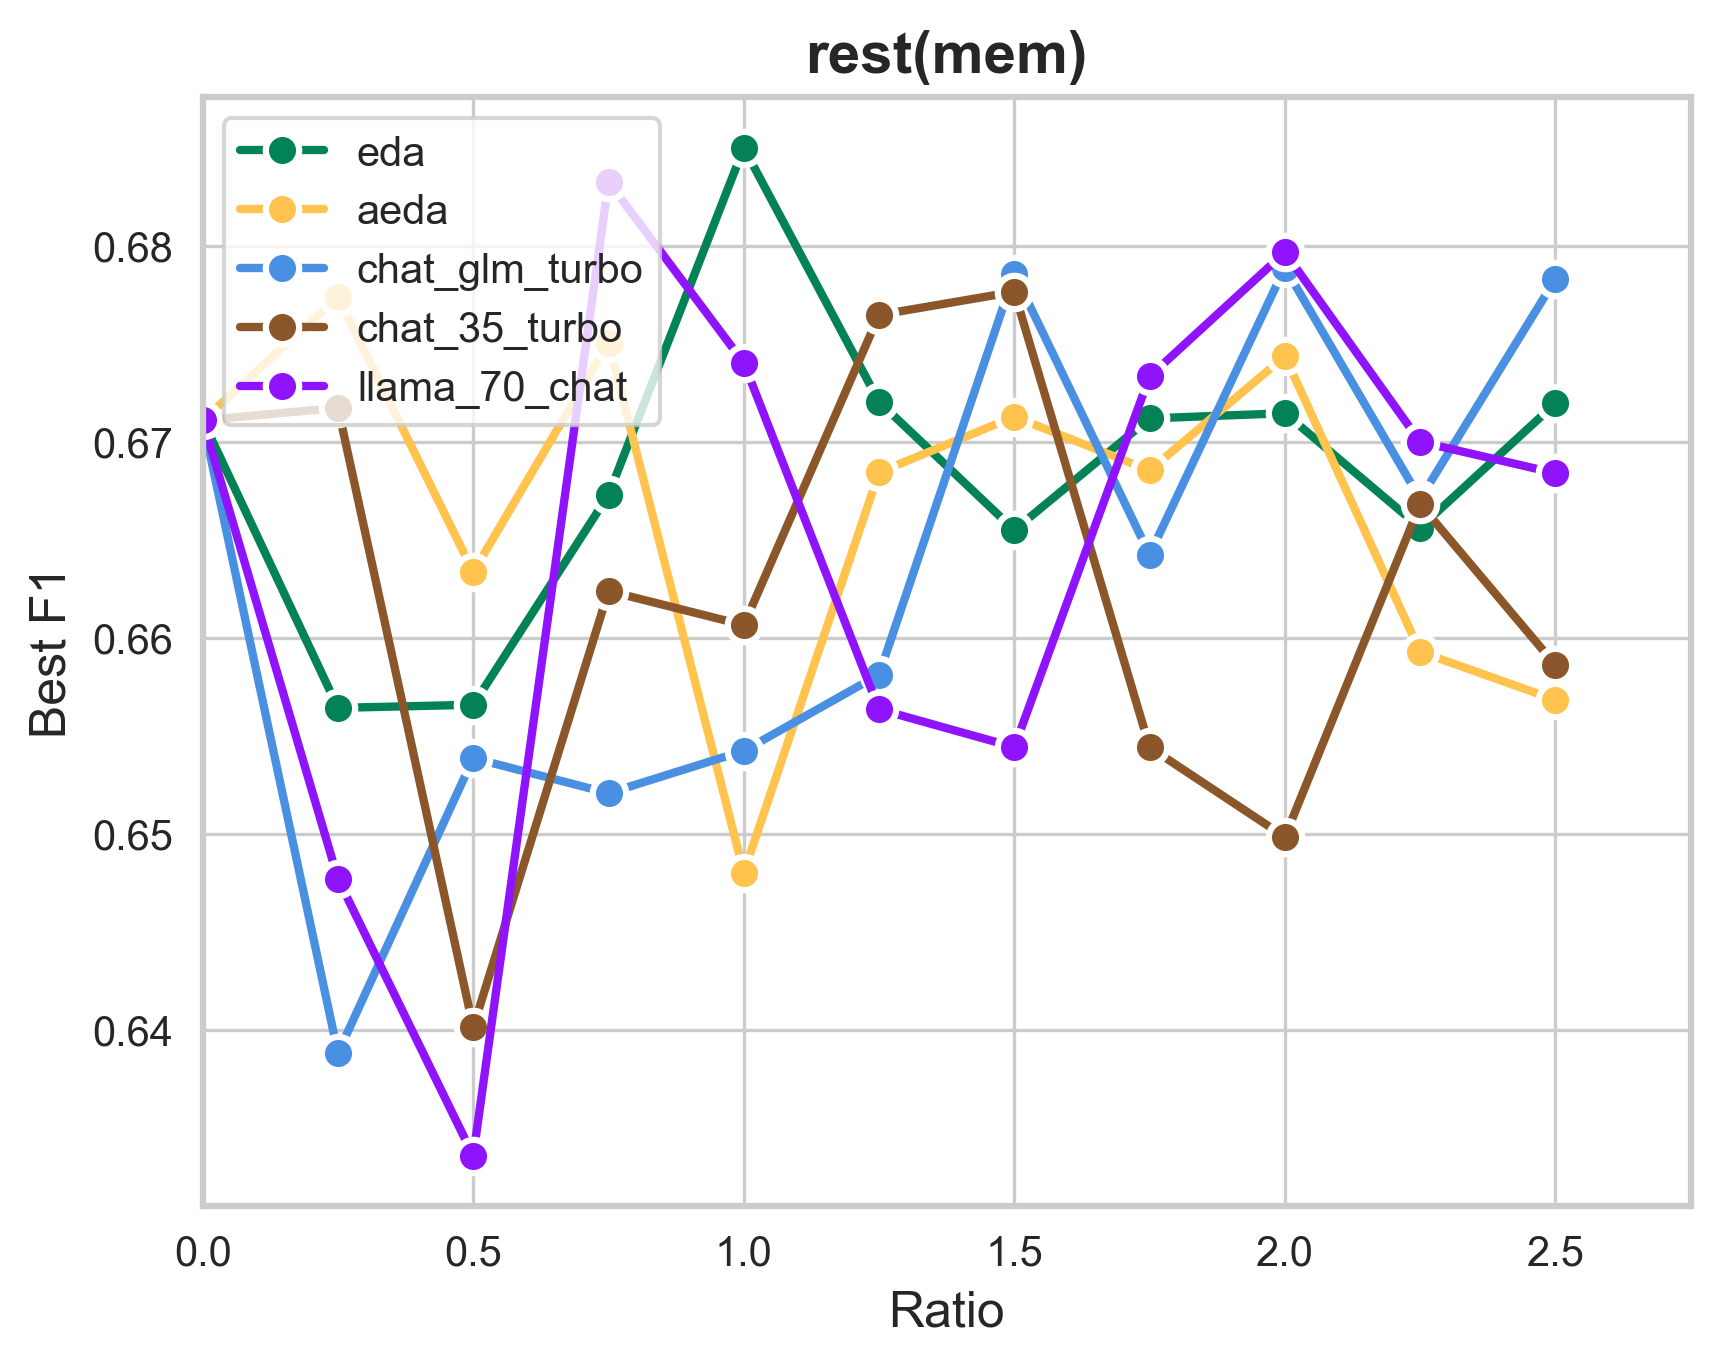 rest(mem)
eda
aeda
chat_glm_turbo
chat_35_turbo
llama_70_chat
0.68
0.67
0.66
0.65
0.64
Best F1
0.0 0.5 1.0 1.5 2.0 2.5
Ratio